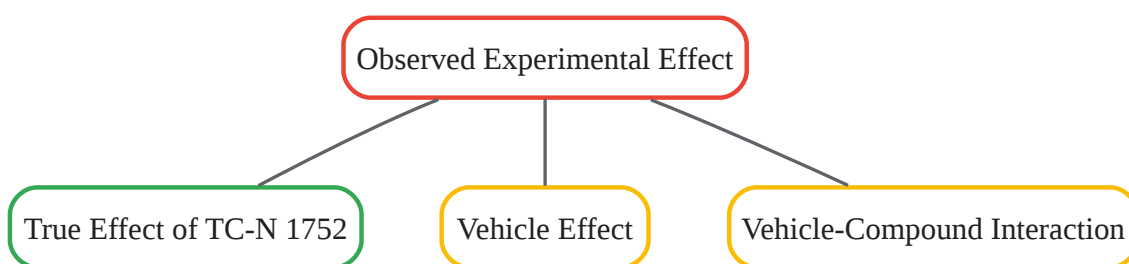 Observed Experimental Effect
True Effect of TC-N 1752
Vehicle Effect
Vehicle-Compound Interaction